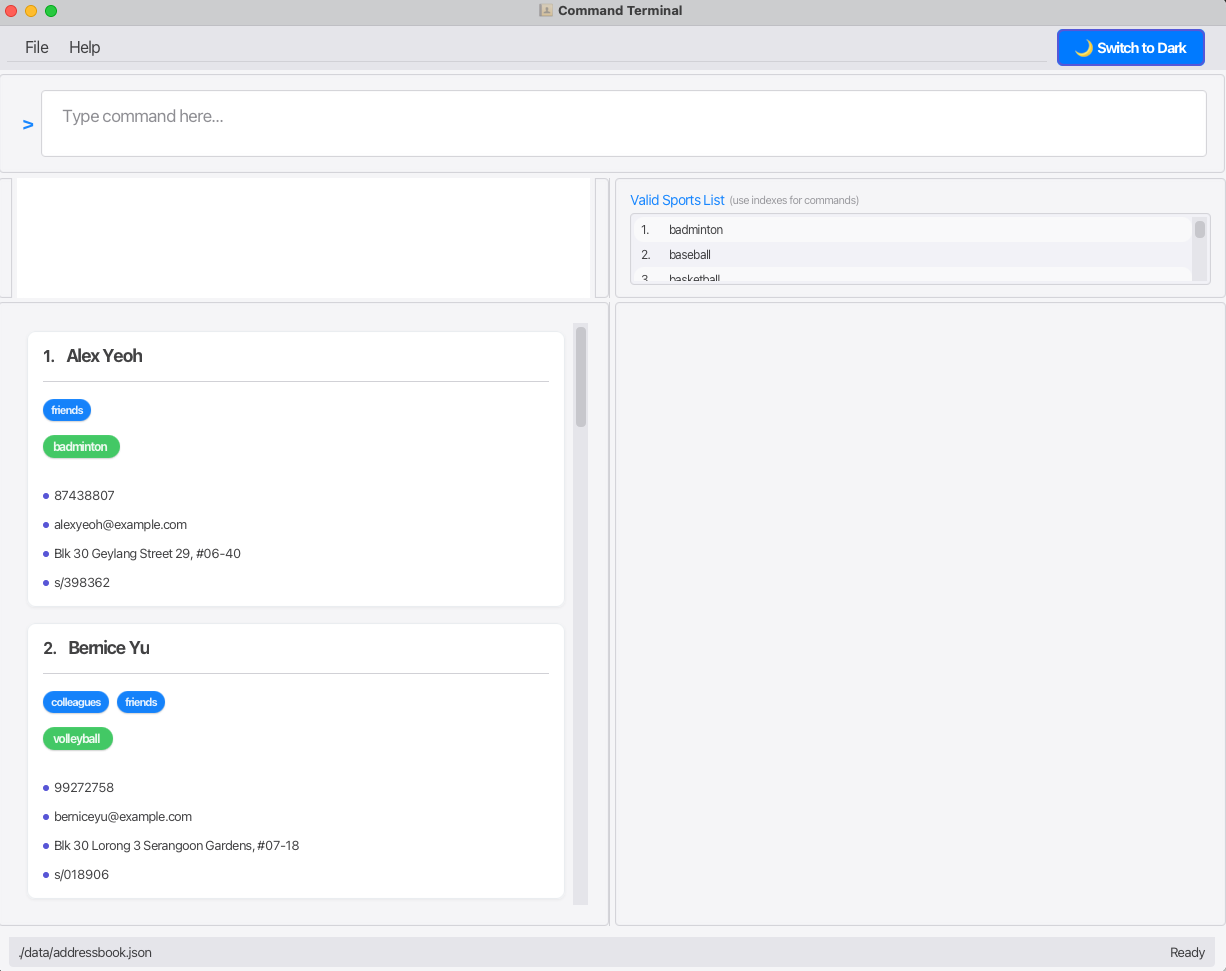 Command Terminal
File Help
🌙 Switch to Dark
> Type command here...
Valid Sports List (use indexes for commands)
1. badminton
2. baseball
3. basketball
1. Alex Yeoh
friends
badminton
87438807
alexyeoh@example.com
Blk 30 Geylang Street 29, #06-40
s/398362
2. Bernice Yu
colleagues friends
volleyball
99272758
berniceyu@example.com
Blk 30 Lorong 3 Serangoon Gardens, #07-18
s/018906
./data/addressbook.json
Ready